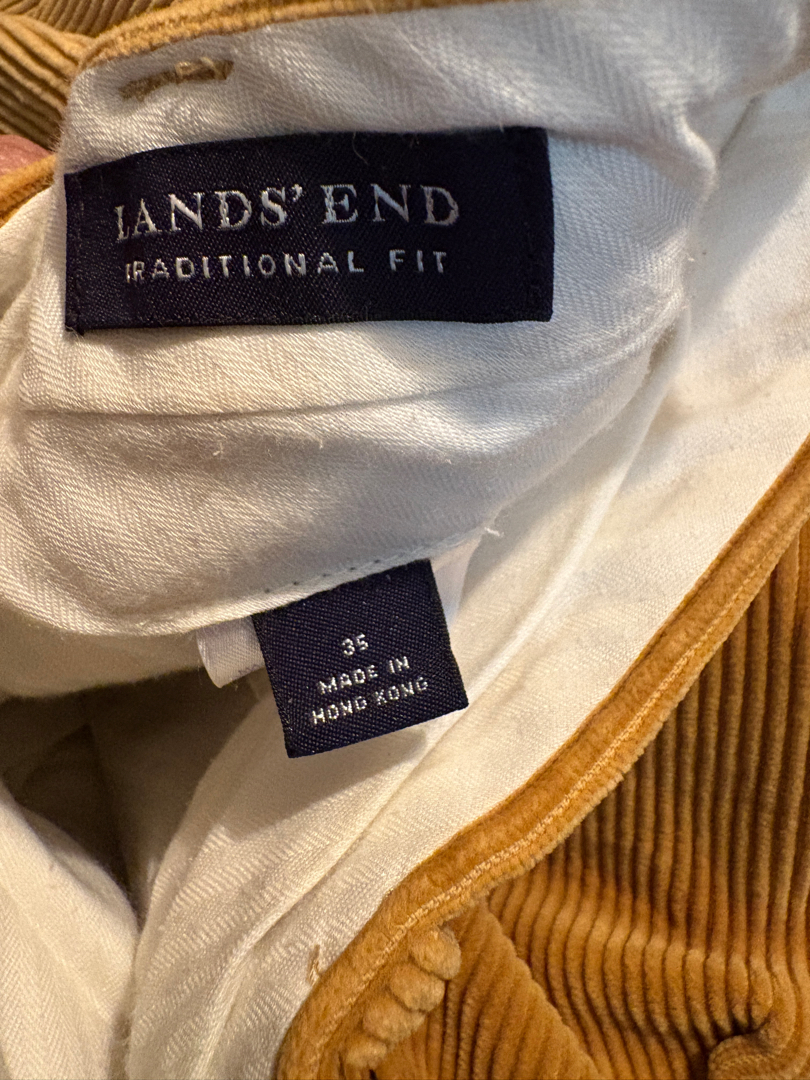 LANDS' END
TRADITIONAL FIT
35
MADE IN
HONG KONG